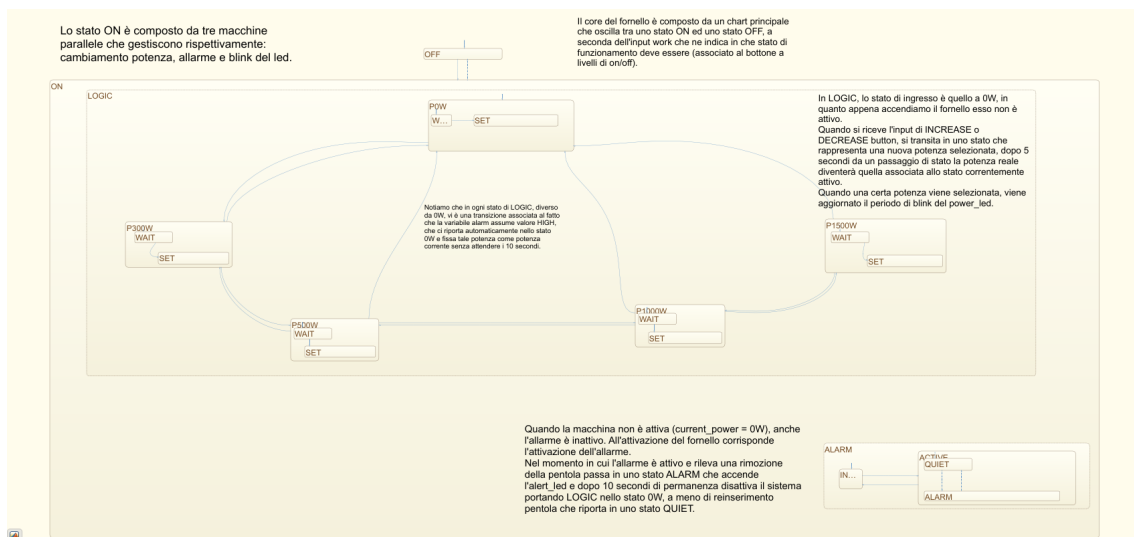 Lo stato ON è composto da tre macchine
parallele che gestiscono rispettivamente:
cambiamento potenza, allarme e blink del led.
Il core del fornello è composto da un chart principale
che oscilla tra uno stato ON ed uno stato OFF, a
seconda dell'input work che ne indica in che stato di
funzionamento deve essere (associato al bottone a
livelli di on/off).
OFF
ON
LOGIC
P0W
W...
SET
In LOGIC, lo stato di ingresso è quello a 0W, in
quanto appena accendiamo il fornello esso non è
attivo.
Quando si riceve l'input di INCREASE o
DECREASE button, si transita in uno stato che
rappresenta una nuova potenza selezionata, dopo 5
secondi da un passaggio di stato la potenza reale
diventerà quella associata allo stato correntemente
attivo.
Quando una certa potenza viene selezionata, viene
aggiornato il periodo di blink del power_led.
Notiamo che in ogni stato di LOGIC, diverso
da 0W, vi è una transizione associata al fatto
che la variabile alarm assume valore HIGH,
che ci riporta automaticamente nello stato
0W e fissa tale potenza come potenza
corrente senza attendere i 10 secondi.
P300W
WAIT
SET
P1500W
WAIT
SET
P500W
WAIT
SET
P1000W
WAIT
SET
Quando la macchina non è attiva (current_power = 0W), anche
l'allarme è inattivo. All'attivazione del fornello corrisponde
l'attivazione dell'allarme.
Nel momento in cui l'allarme è attivo e rileva una rimozione
della pentola passa in uno stato ALARM che accende
l'alert_led e dopo 10 secondi di permanenza disattiva il sistema
portando LOGIC nello stato 0W, a meno di reinserimento
pentola che riporta in uno stato QUIET.
ALARM
IN...
ACTIVE
QUIET
ALARM